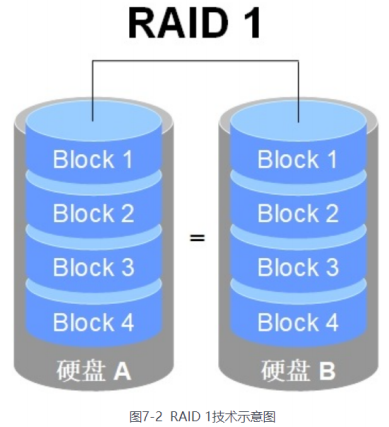 RAID 1
Block 1 Block 1
Block 2 Block 2
=
Block 3 Block 3
Block 4 Block 4
硬盘 A 硬盘 B
图7-2 RAID 1技术示意图